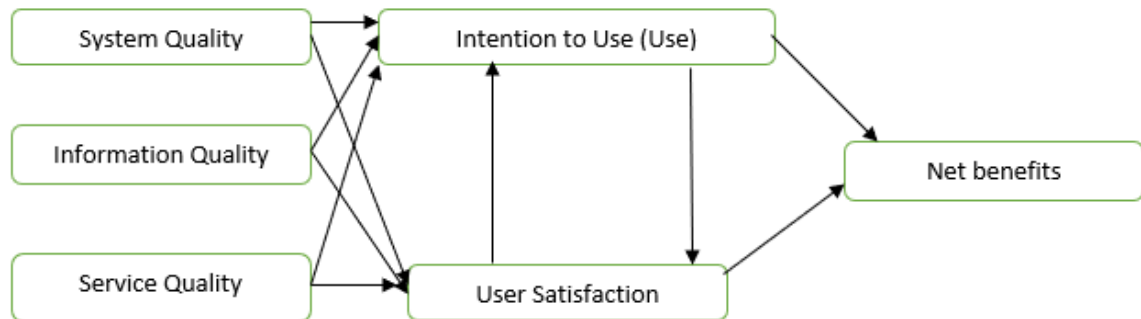 System Quality
Intention to Use (Use)
Information Quality
Net benefits
Service Quality
User Satisfaction